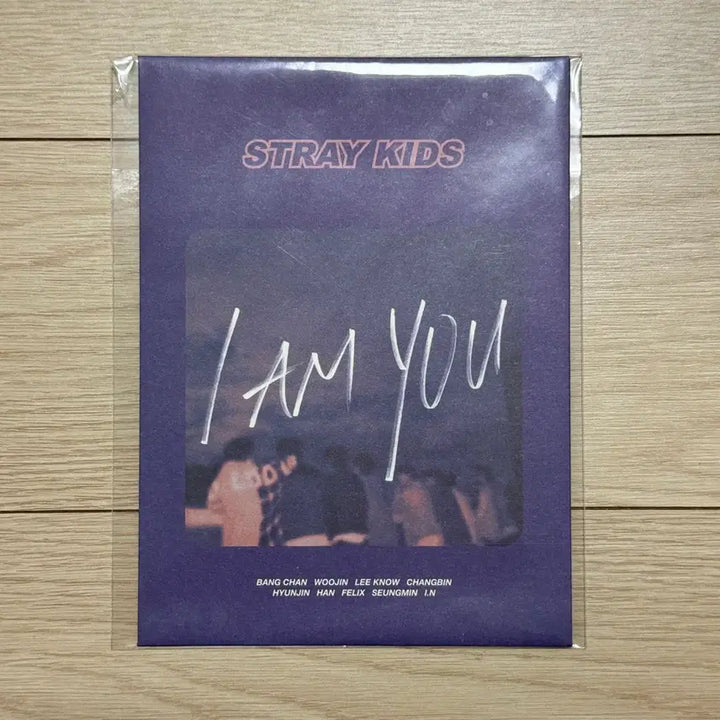 STRAY KIDS
I AM YOU
BANG CHAN WOOJIN LEE KNOW CHANGBIN
HYUNJIN HAN FELIX SEUNGMIN I.N